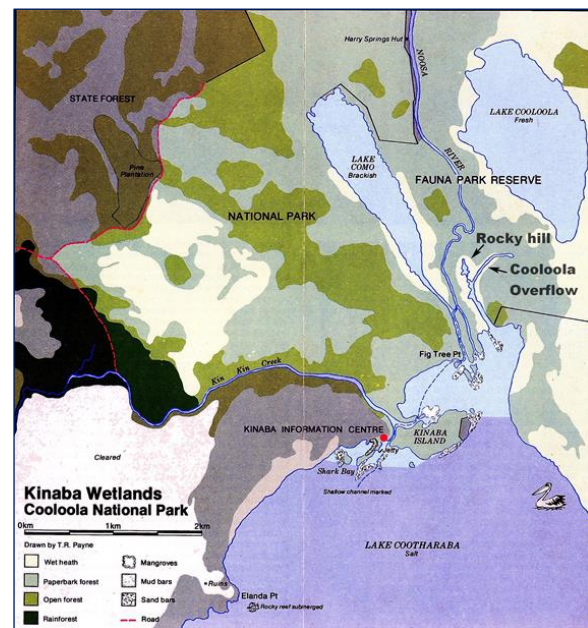 Harry Springs Hut
NOOSA
RIVER
STATE FOREST
LAKE COOLOOLA
Fresh
Pine
Plantation
LAKE
COMO
Brackish
FAUNA PARK RESERVE
NATIONAL PARK
Rocky hill
Cooloola
Overflow
Fig Tree Pt
Kin Kin Creek
KINABA INFORMATION CENTRE
KINABA
ISLAND
Jetty
Cleared
Shark Bay
Shallow channel marked
Kinaba Wetlands
Cooloola National Park
0km 1km 2km
LAKE COOTHARABA
Salt
Drawn by T.R. Payne
Wet heath
Mangroves
Paperbark forest
Mud bars
Open forest
Sand bars
Rainforest
Road
Ruins
Elanda Pt
Rocky reef submerged